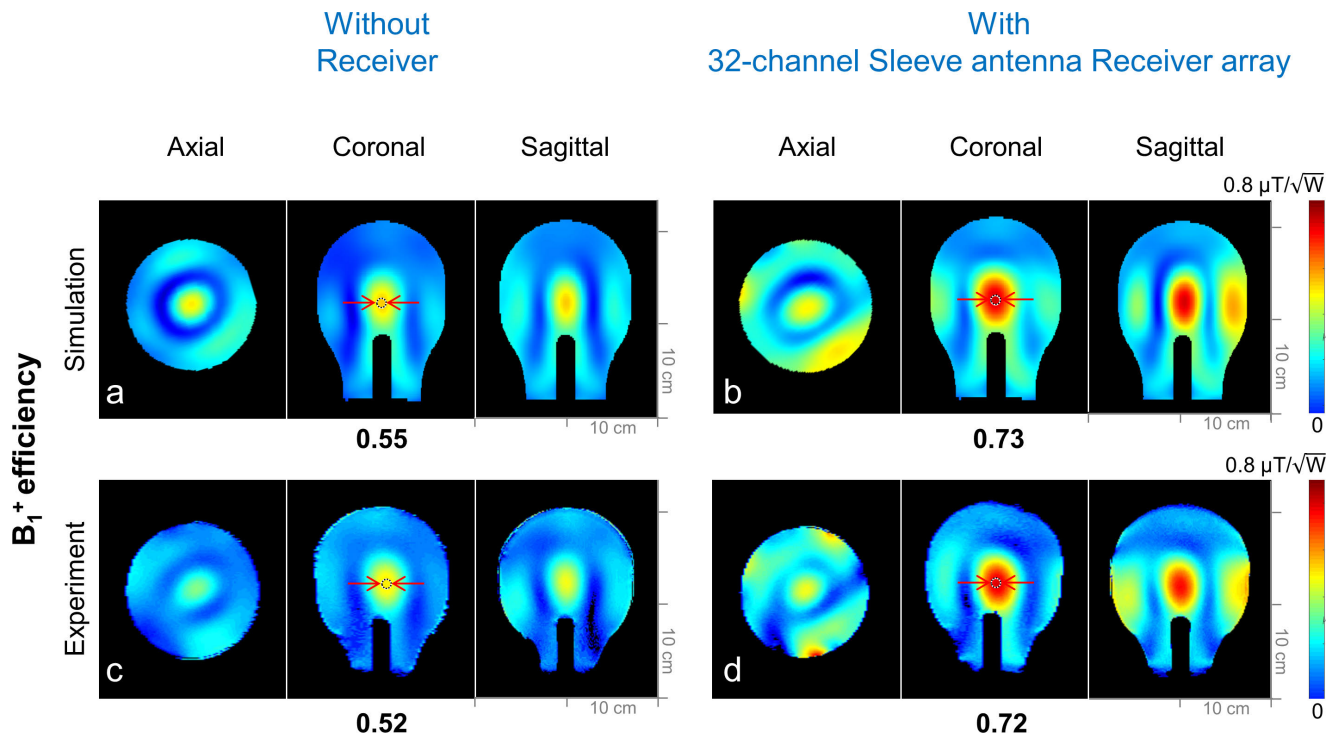 Without
Receiver
With
32-channel Sleeve antenna Receiver array
Axial
Coronal
Sagittal
Axial
Coronal
Sagittal
0.8 µT/√W
B₁⁺ efficiency
Simulation
a
10 cm
10 cm
0.55
b
10 cm
10 cm
0
0.73
0.8 µT/√W
Experiment
c
10 cm
10 cm
0.52
d
10 cm
10 cm
0
0.72